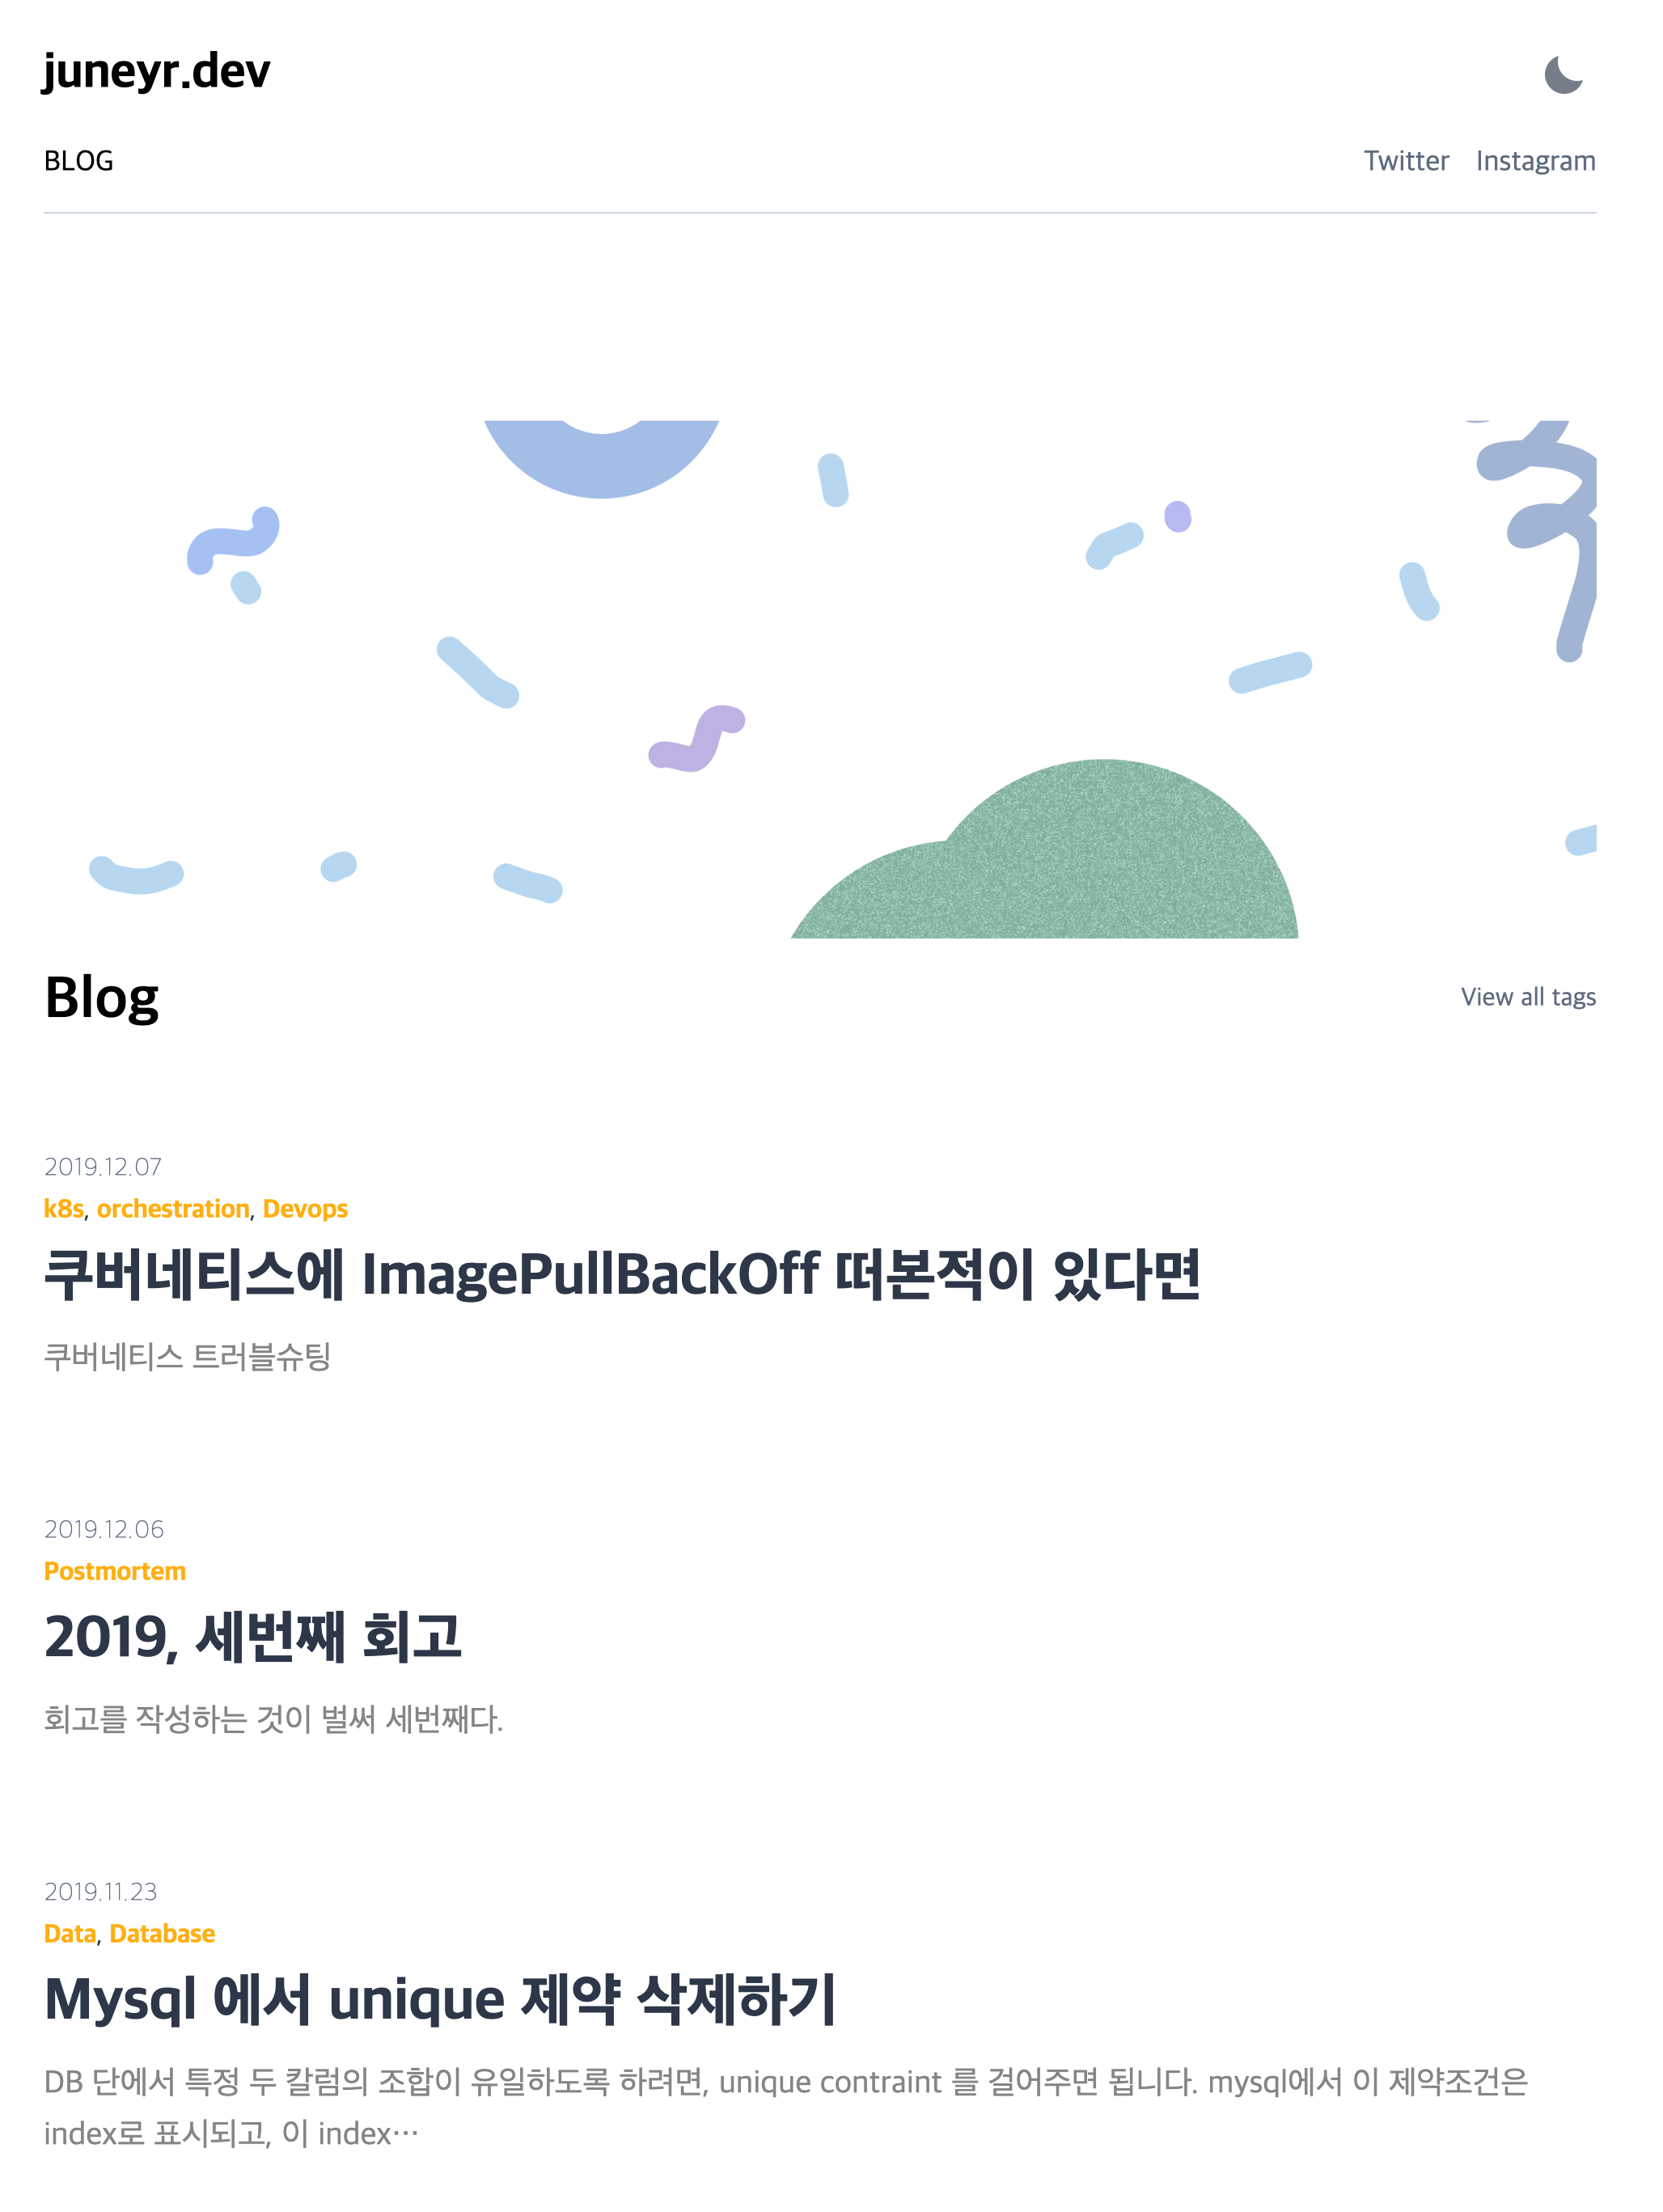 juneyr.dev
BLOG
Twitter Instagram
Blog
View all tags
2019.12.07
k8s, orchestration, Devops
쿠버네티스에 ImagePullBackOff 떠본적이 있다면
쿠버네티스 트러블슈팅
2019.12.06
Postmortem
2019, 세번째 회고
회고를 작성하는 것이 벌써 세번째다.
2019.11.23
Data, Database
Mysql 에서 unique 제약 삭제하기
DB 단에서 특정 두 칼럼의 조합이 유일하도록 하려면, unique contraint 를 걸어주면 됩니다. mysql에서 이 제약조건은
index로 표시되고, 이 index…